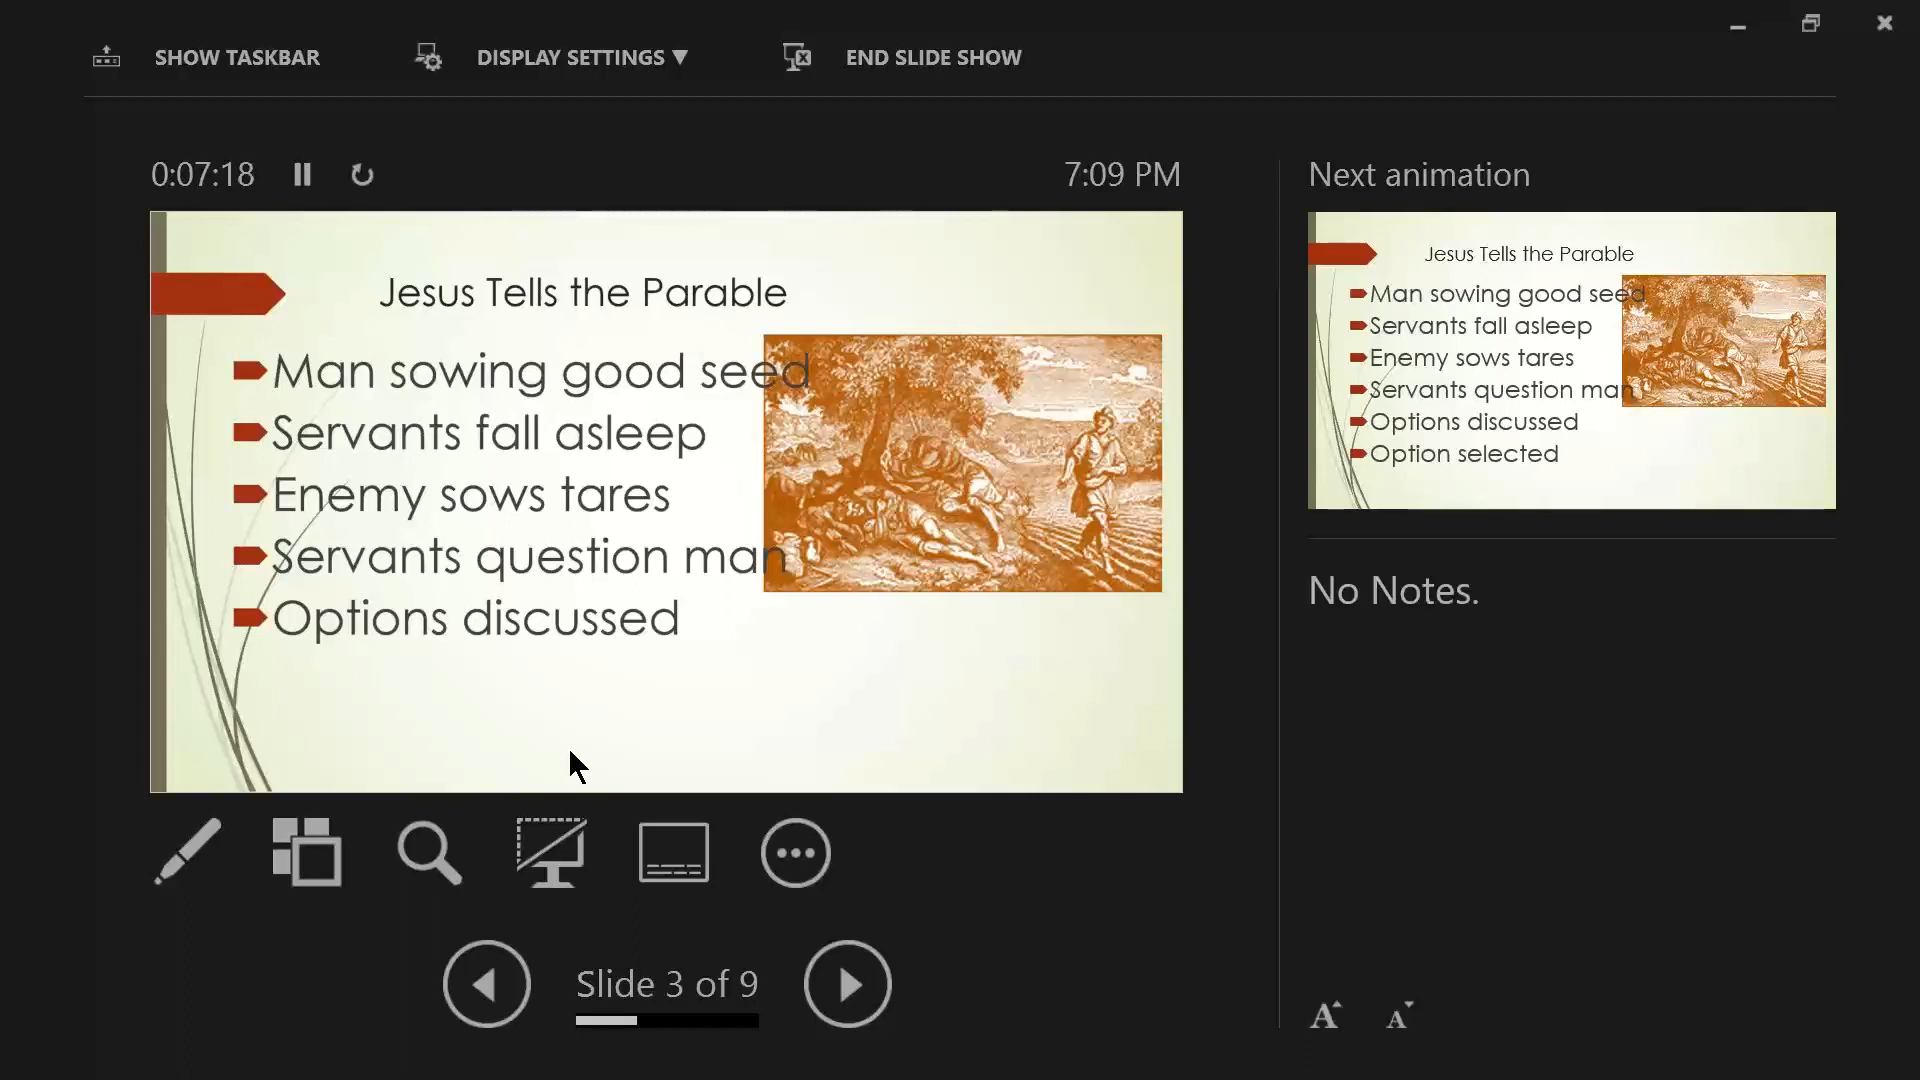 SHOW TASKBAR
DISPLAY SETTINGS ▼
END SLIDE SHOW
0:07:18
7:09 PM
Jesus Tells the Parable
Man sowing good seed
Servants fall asleep
Enemy sows tares
Servants question man
Options discussed
Slide 3 of 9
Next animation
Jesus Tells the Parable
Man sowing good seed
Servants fall asleep
Enemy sows tares
Servants question man
Options discussed
Option selected
No Notes.
A
A